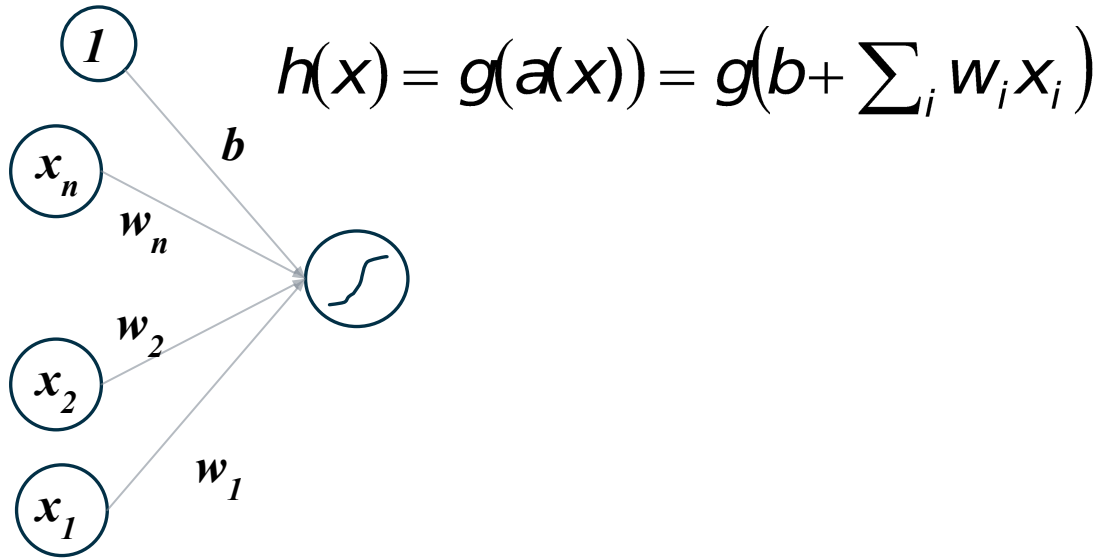 1
h(x) = g(a(x)) = g(b+ ∑ᵢ wᵢxᵢ)
b
xₙ
wₙ
w₂
x₂
w₁
x₁